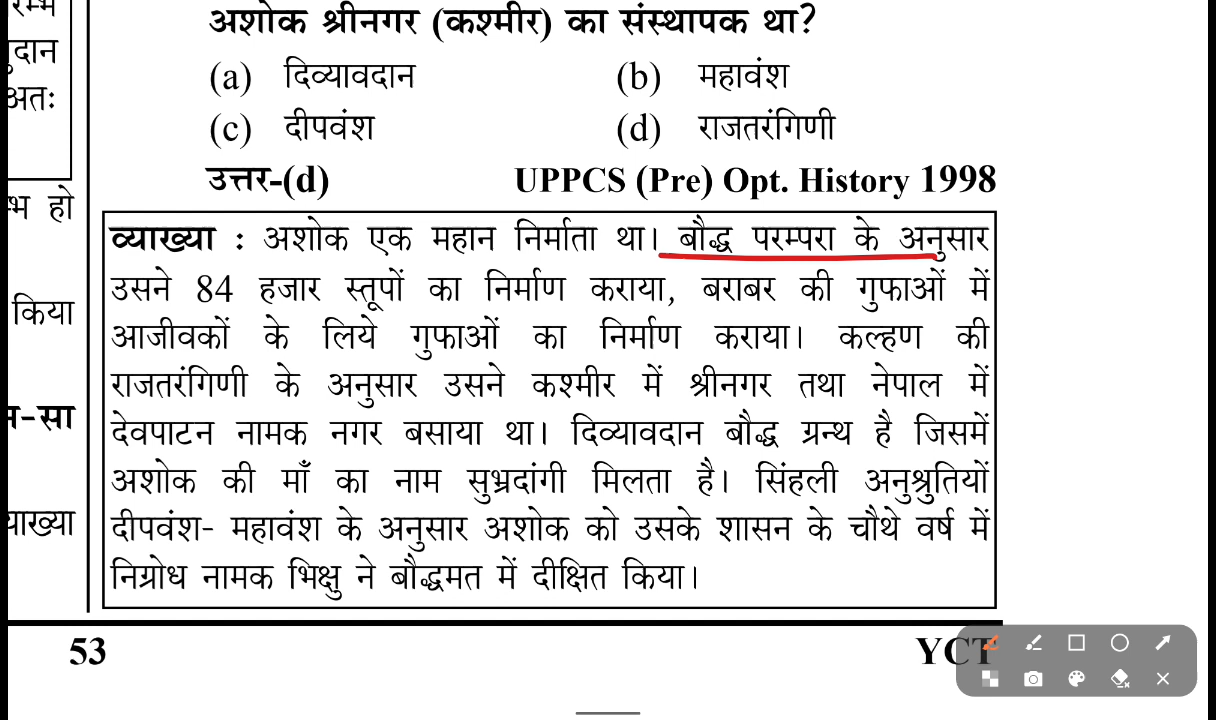 रम्भ
दान
अतः
म्भ हो
किया
म-सा
याख्या
अशोक श्रीनगर (कश्मीर) का संस्थापक था?
(a) दिव्यावदान (b) महावंश
(c) दीपवंश (d) राजतरंगिणी
उत्तर-(d) UPPCS (Pre) Opt. History 1998
व्याख्या : अशोक एक महान निर्माता था। बौद्ध परम्परा के अनुसार
उसने 84 हजार स्तूपों का निर्माण कराया, बराबर की गुफाओं में
आजीवकों के लिये गुफाओं का निर्माण कराया। कल्हण की
राजतरंगिणी के अनुसार उसने कश्मीर में श्रीनगर तथा नेपाल में
देवपाटन नामक नगर बसाया था। दिव्यावदान बौद्ध ग्रन्थ है जिसमें
अशोक की माँ का नाम सुभ्रदांगी मिलता है। सिंहली अनुश्रुतियों
दीपवंश- महावंश के अनुसार अशोक को उसके शासन के चौथे वर्ष में
निग्रोध नामक भिक्षु ने बौद्धमत में दीक्षित किया।
53 YCT